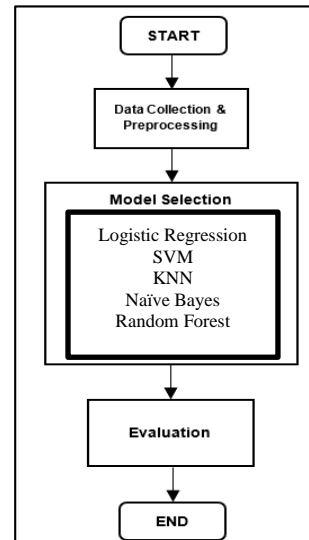 START
Data Collection &
Preprocessing
Model Selection
Logistic Regression
SVM
KNN
Naïve Bayes
Random Forest
Evaluation
END